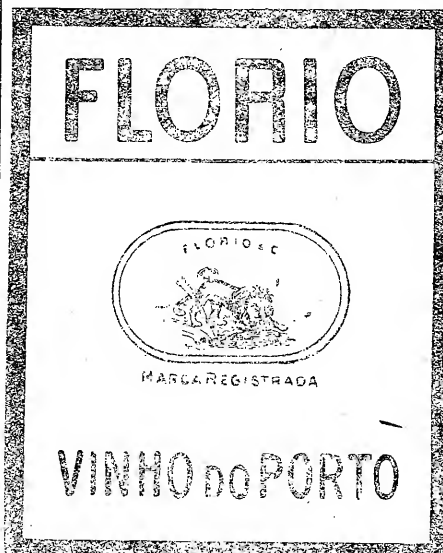 FLORIO
FLORIO & C
MARCA REGISTRADA
VINHO DO PORTO